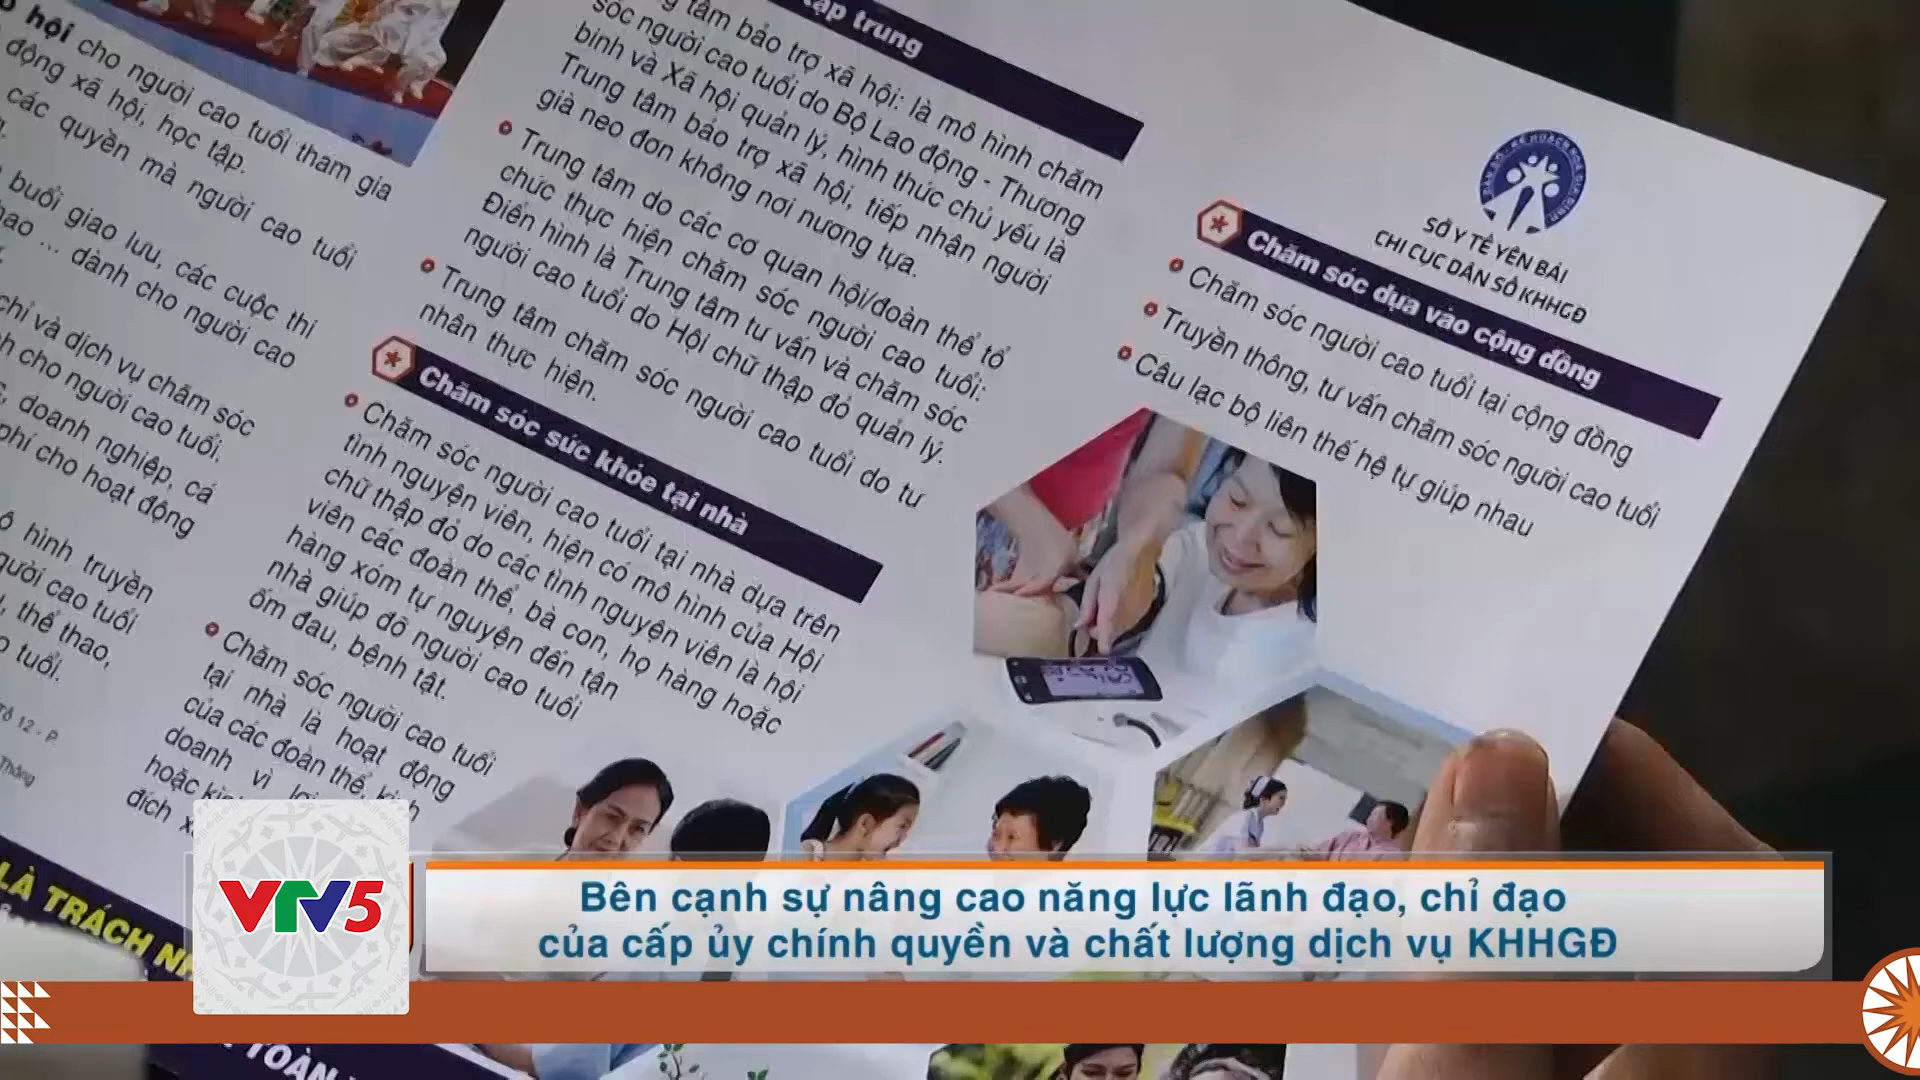 hội cho người cao tuổi tham gia
động xã hội, học tập.
các quyền mà người cao tuổi
buổi giao lưu, các cuộc thi
... dành cho người cao
chỉ và dịch vụ chăm sóc
cho người cao tuổi.
doanh nghiệp, cá
phí cho hoạt động
hình truyền
cao tuổi
thể thao,
tuổi.
12 - P.
Thắng
tập trung
tâm bảo trợ xã hội: là mô hình chăm
sóc người cao tuổi do Bộ Lao động - Thương
binh và Xã hội quản lý, hình thức chủ yếu là
Trung tâm bảo trợ xã hội, tiếp nhận người
già neo đơn không nơi nương tựa.
Trung tâm do các cơ quan hội/đoàn thể tổ
chức thực hiện chăm sóc người cao tuổi:
Điển hình là Trung tâm tư vấn và chăm sóc
người cao tuổi do Hội chữ thập đỏ quản lý.
Trung tâm chăm sóc người cao tuổi do tư
nhân thực hiện.
Chăm sóc sức khỏe tại nhà
Chăm sóc người cao tuổi tại nhà dựa trên
tình nguyện viên, hiện có mô hình của Hội
chữ thập đỏ do các tình nguyện viên là hội
viên các đoàn thể, bà con, họ hàng hoặc
hàng xóm tự nguyện đến tận
nhà giúp đỡ người cao tuổi
ốm đau, bệnh tật.
Chăm sóc người cao tuổi
tại nhà là hoạt động
của các đoàn thể, kinh
doanh vì
hoặc
đích
SỞ Y TẾ YÊN BÁI
CHI CỤC DÂN SỐ KHHGĐ
Chăm sóc dựa vào cộng đồng
Chăm sóc người cao tuổi tại cộng đồng
Truyền thông, tư vấn chăm sóc người cao tuổi
Câu lạc bộ liên thế hệ tự giúp nhau
LÀ TRÁCH
TOÀN
VTV5
Bên cạnh sự nâng cao năng lực lãnh đạo, chỉ đạo
của cấp ủy chính quyền và chất lượng dịch vụ KHHGĐ